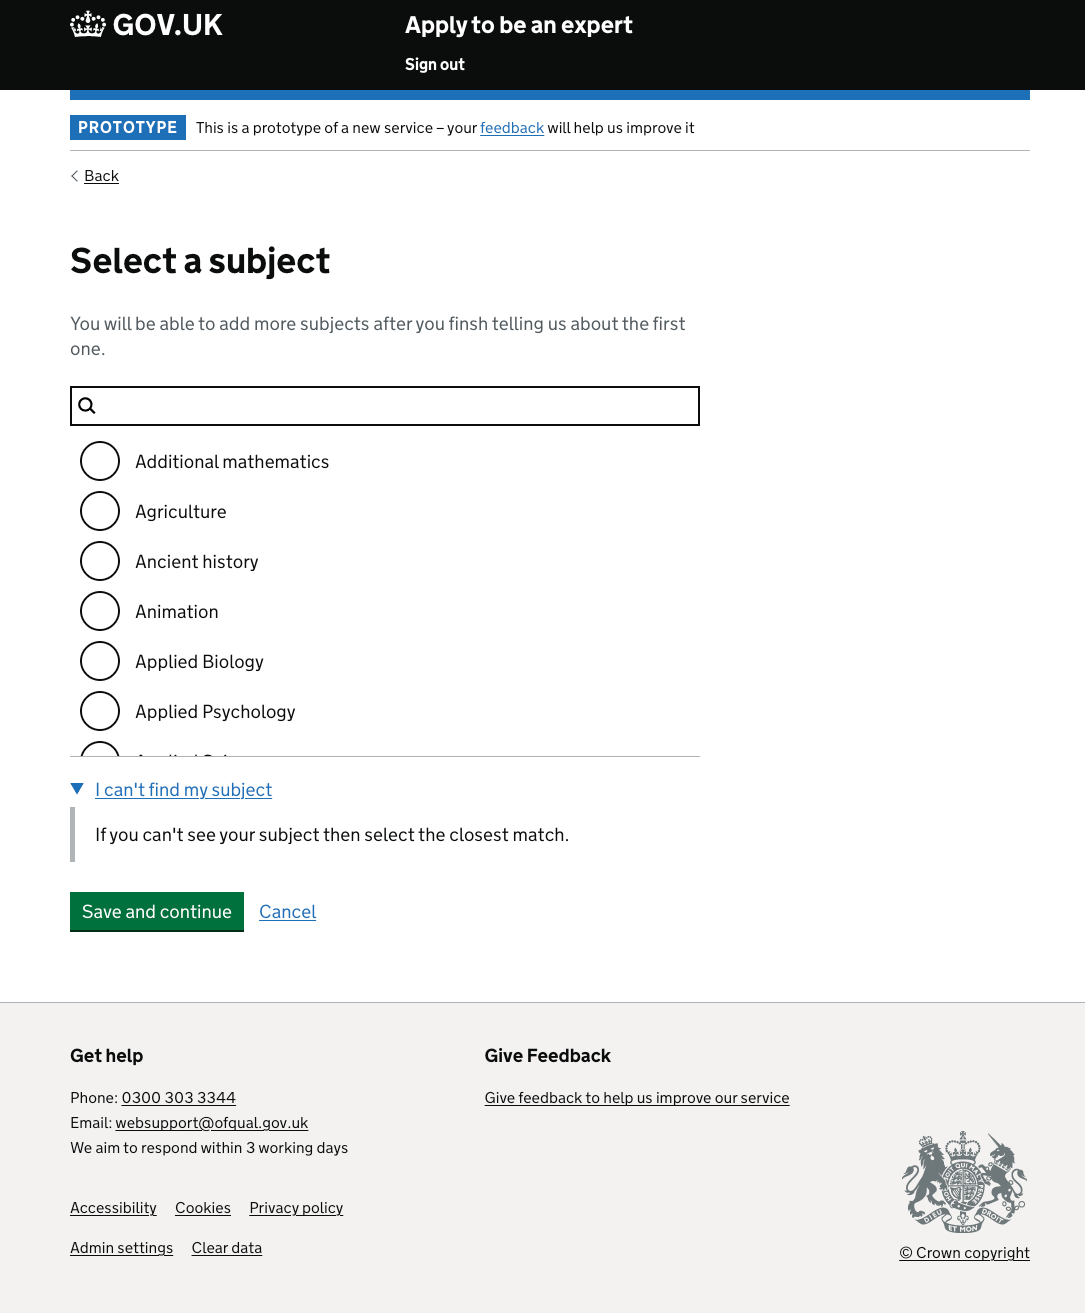 GOV.UK
Apply to be an expert
Sign out
PROTOTYPE This is a prototype of a new service – your feedback will help us improve it
Back
Select a subject
You will be able to add more subjects after you finsh telling us about the first
one.
Additional mathematics
Agriculture
Ancient history
Animation
Applied Biology
Applied Psychology
I can't find my subject
If you can't see your subject then select the closest match.
Save and continue Cancel
Get help
Phone: 0300 303 3344
Email: websupport@ofqual.gov.uk
We aim to respond within 3 working days
Give Feedback
Give feedback to help us improve our service
Accessibility Cookies Privacy policy
Admin settings Clear data
DIEU ET MON DROIT
© Crown copyright